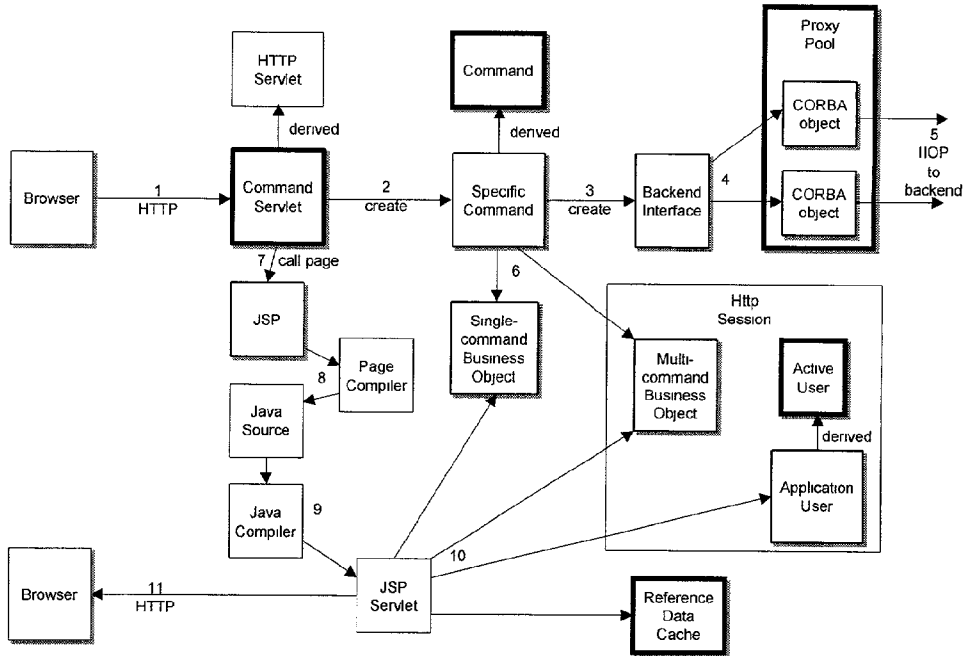 Proxy
Pool
HTTP
Servlet
Command
CORBA
object
derived
derived
5
IIOP
to
backend
Browser
1
HTTP
Command
Servlet
2
create
Specific
Command
3
create
Backend
Interface
4
CORBA
object
7 call page
6
JSP
Http
Session
Single-
command
Business
Object
Multi-
command
Business
Object
Active
User
8
Page
Compiler
Java
Source
derived
Application
User
Java
Compiler
9
10
Browser
11
HTTP
JSP
Servlet
Reference
Data
Cache